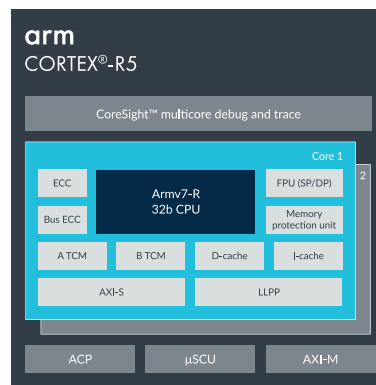 arm
CORTEX®-R5
CoreSight™ multicore debug and trace
Core 1
2
ECC
Armv7-R
32b CPU
FPU (SP/DP)
Bus ECC
Memory
protection unit
A TCM
B TCM
D-cache
I-cache
AXI-S
LLPP
ACP
µSCU
AXI-M